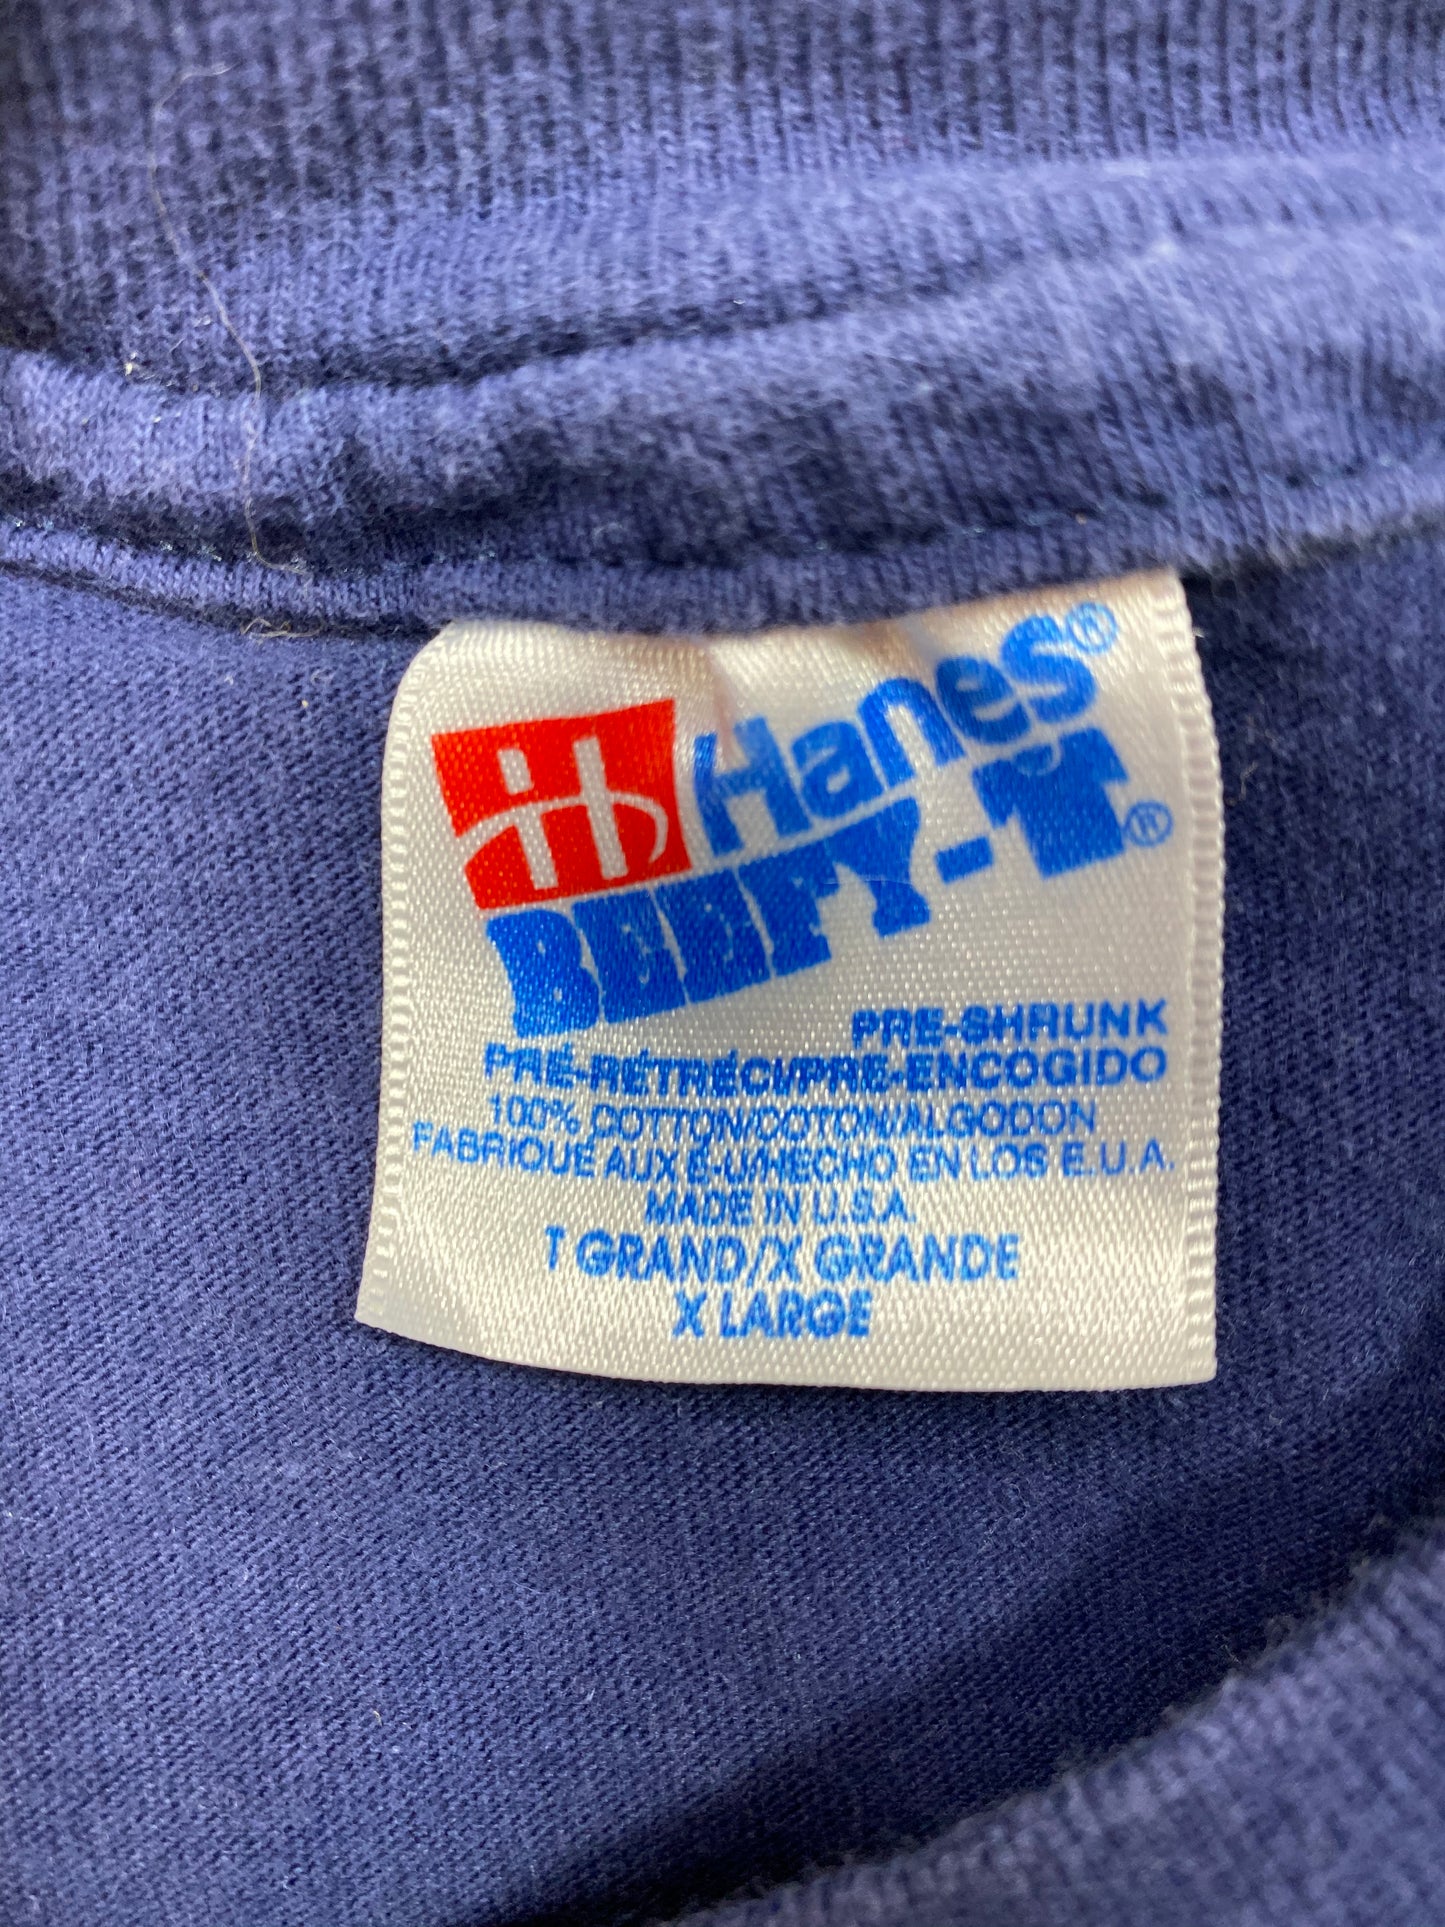 Hanes®
BEEFY-T®
PRE-SHRUNK
PRÉ-RÉTRÉCI/PRE-ENCOGIDO
100% COTTON/COTON/ALGODON
FABRIQUE AUX É-U/HECHO EN LOS E.U.A.
MADE IN U.S.A.
T GRAND/X GRANDE
X LARGE